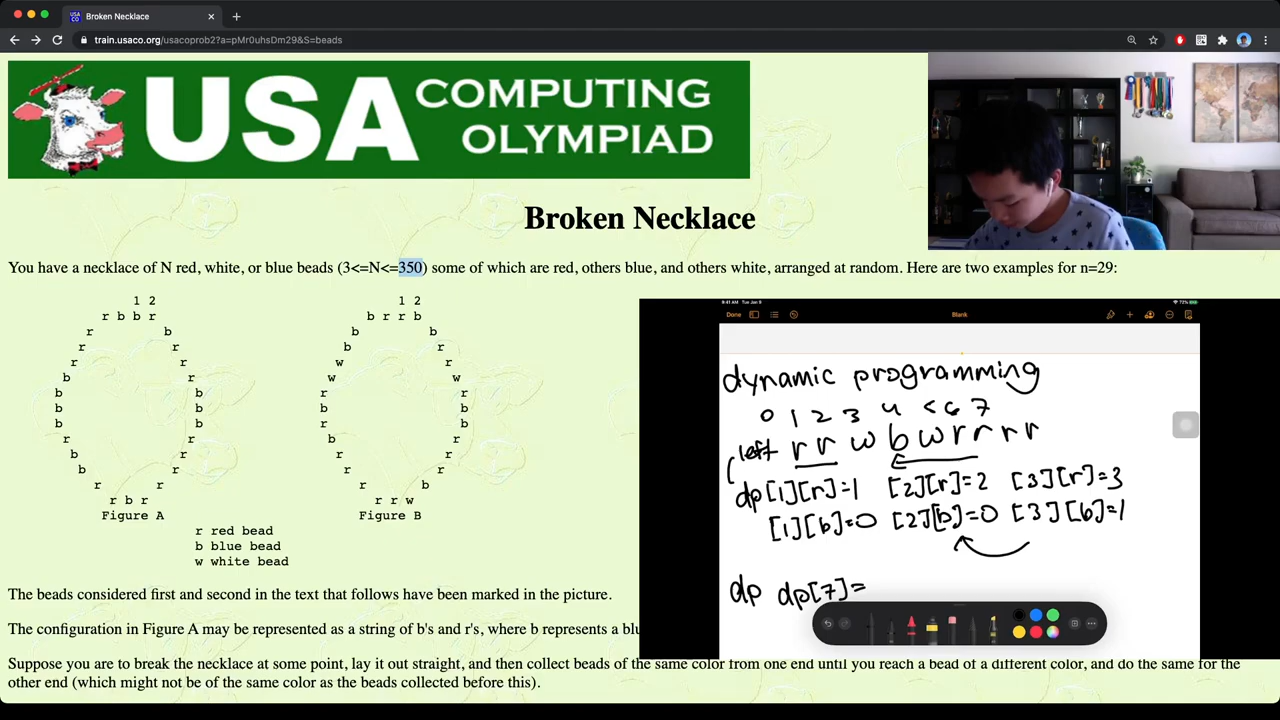 Broken Necklace
train.usaco.org/usacoprob2?a=pMr0uhsDm29&S=beads
USA COMPUTING OLYMPIAD
Broken Necklace
You have a necklace of N red, white, or blue beads (3<=N<=350) some of which are red, others blue, and others white, arranged at random. Here are two examples for n=29:
1 2 1 2
r b b r b r r b
r b b b
r r b r
r r w r
b r w w
b b r b
b b b b
b b r b
r r b r
b r r r
b r r r
r r r b
r b r r r w
Figure A Figure B
r red bead
b blue bead
w white bead
The beads considered first and second in the text that follows have been marked in the picture.
The configuration in Figure A may be represented as a string of b's and r's, where b represents a blu
Suppose you are to break the necklace at some point, lay it out straight, and then collect beads of the same color from one end until you reach a bead of a different color, and do the same for the
other end (which might not be of the same color as the beads collected before this).
9:41 AM Tue Jan 9 72%
Done Blank
dynamic programming
0 1 2 3 4 5 6 7
left r r w b w r r r r
dp[1][r]=1 [2][r]=2 [3][r]=3
[1][b]=0 [2][b]=0 [3][b]=1
dp dp[7]=